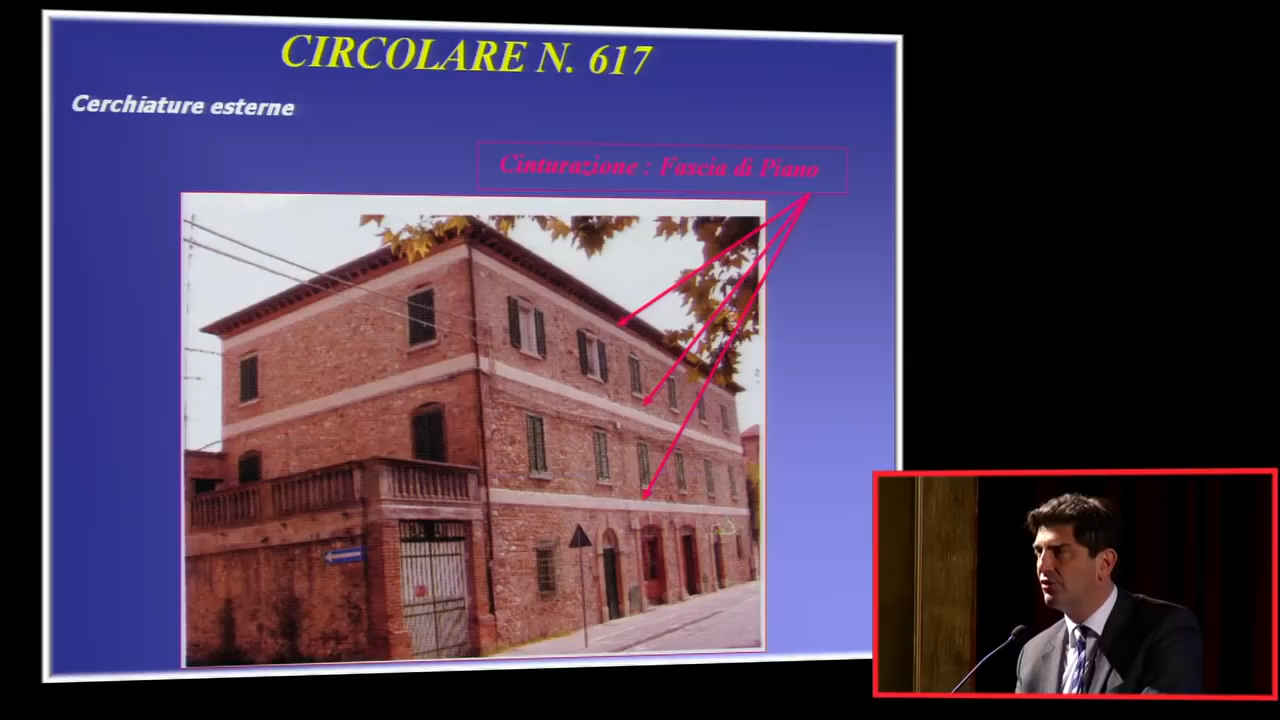 CIRCOLARE N. 617
Cerchiature esterne
Cinturazione : Fascia di Piano